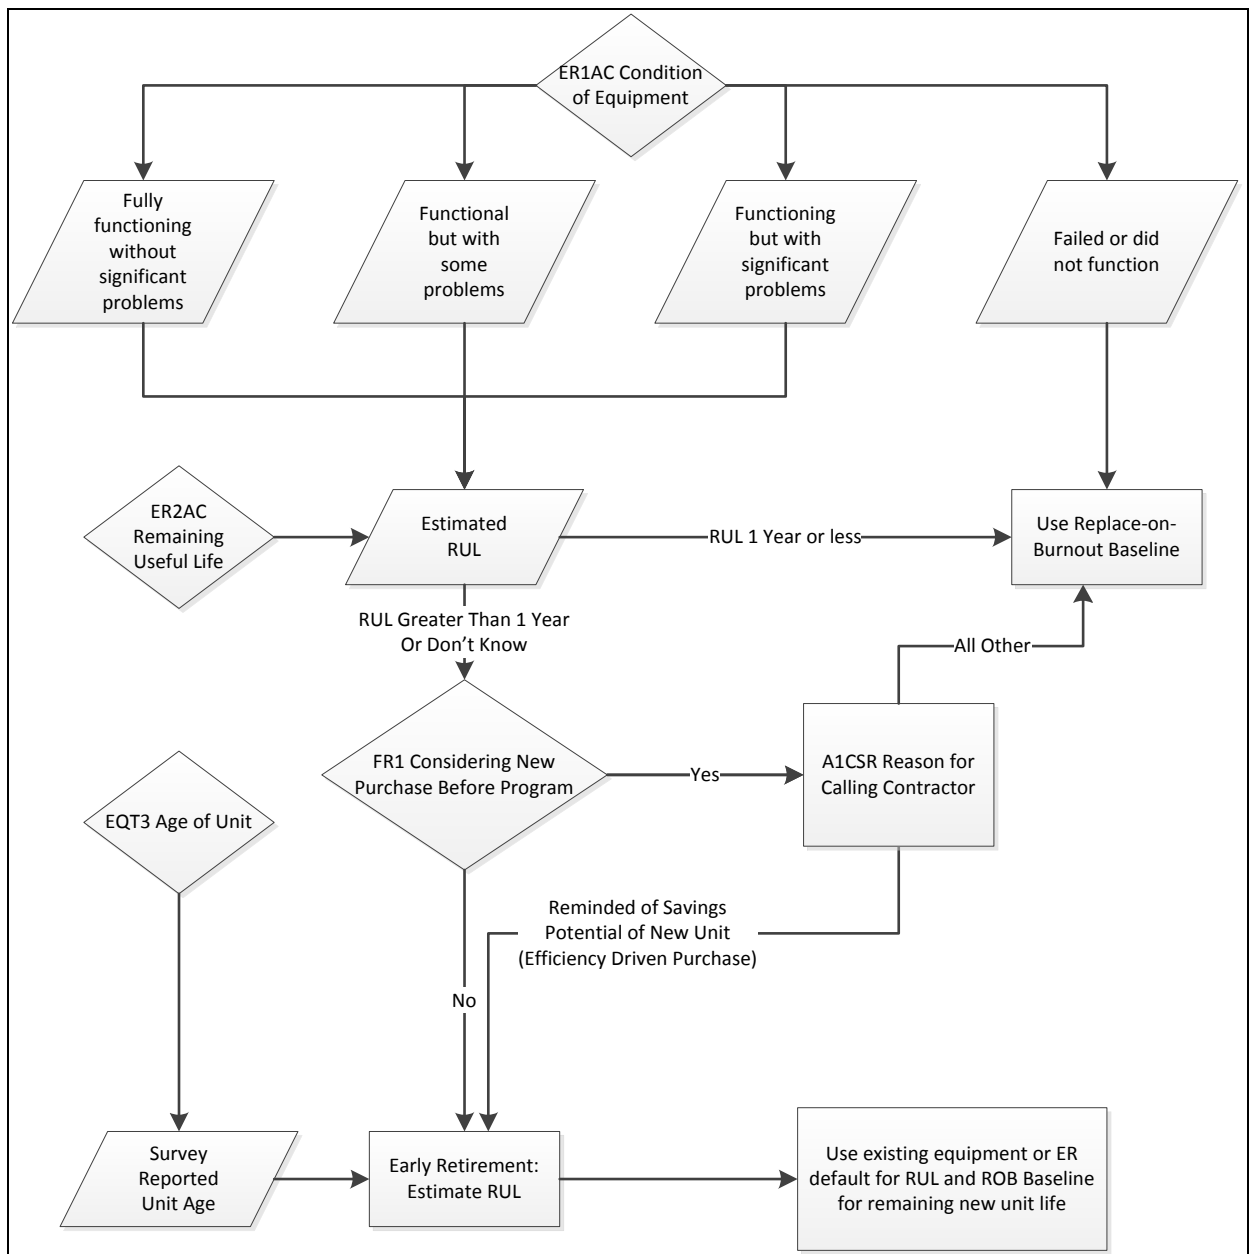 ER1AC Condition
of Equipment
Fully
functioning
without
significant
problems
Functional
but with
some
problems
Functioning
but with
significant
problems
Failed or did
not function
ER2AC
Remaining
Useful Life
Estimated
RUL
RUL 1 Year or less
Use Replace-on-
Burnout Baseline
RUL Greater Than 1 Year
Or Don't Know
All Other
FR1 Considering New
Purchase Before Program
Yes
A1CSR Reason for
Calling Contractor
EQT3 Age of Unit
Reminded of Savings
Potential of New Unit
(Efficiency Driven Purchase)
No
Survey
Reported
Unit Age
Early Retirement:
Estimate RUL
Use existing equipment or ER
default for RUL and ROB Baseline
for remaining new unit life